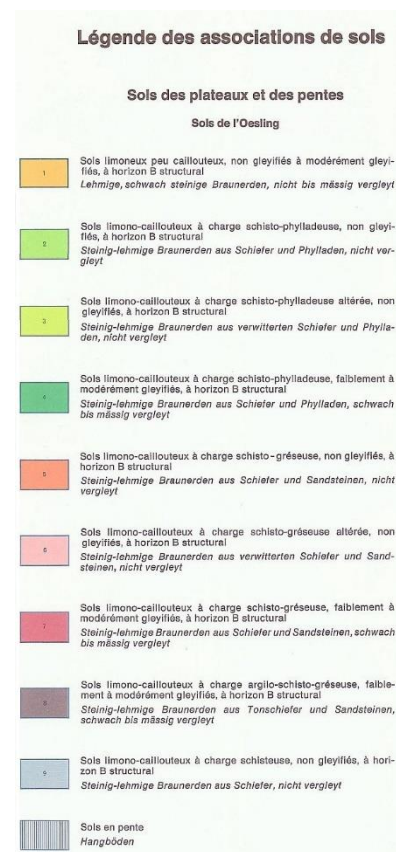 Légende des associations de sols
Sols des plateaux et des pentes
Sols de l'Oesling
1
Sols limoneux peu caillouteux, non gleyifiés à modérément gleyi-
fiés, à horizon B structural
Lehmige, schwach steinige Braunerden, nicht bis mässig vergleyt
2
Sols limono-caillouteux à charge schisto-phylladeuse, non gleyi-
fiés, à horizon B structural
Steinig-lehmige Braunerden aus Schiefer und Phylladen, nicht ver-
gleyt
3
Sols limono-caillouteux à charge schisto-phylladeuse altérée, non
gleyifiés, à horizon B structural
Steinig-lehmige Braunerden aus verwitterten Schiefer und Phylla-
den, nicht vergleyt
4
Sols limono-caillouteux à charge schisto-phylladeuse, faiblement à
modérément gleyifiés, à horizon B structural
Steinig-lehmige Braunerden aus Schiefer und Phylladen, schwach
bis mässig vergleyt
5
Sols limono-caillouteux à charge schisto-gréseuse, non gleyifiés, à
horizon B structural
Steinig-lehmige Braunerden aus Schiefer und Sandsteinen, nicht
vergleyt
6
Sols limono-caillouteux à charge schisto-gréseuse altérée, non
gleyifiés, à horizon B structural
Steinig-lehmige Braunerden aus verwitterten Schiefer und Sand-
steinen, nicht vergleyt
7
Sols limono-caillouteux à charge schisto-gréseuse, faiblement à
modérément gleyifiés, à horizon B structural
Steinig-lehmige Braunerden aus Schiefer und Sandsteinen, schwach
bis mässig vergleyt
8
Sols limono-caillouteux à charge argilo-schisto-gréseuse, faible-
ment à modérément gleyifiés, à horizon B structural
Steinig-lehmige Braunerden aus Tonschiefer und Sandsteinen,
schwach bis mässig vergleyt
9
Sols limono-caillouteux à charge schisteuse, non gleyifiés, à hori-
zon B structural
Steinig-lehmige Braunerden aus Schiefer, nicht vergleyt
Sols en pente
Hangböden